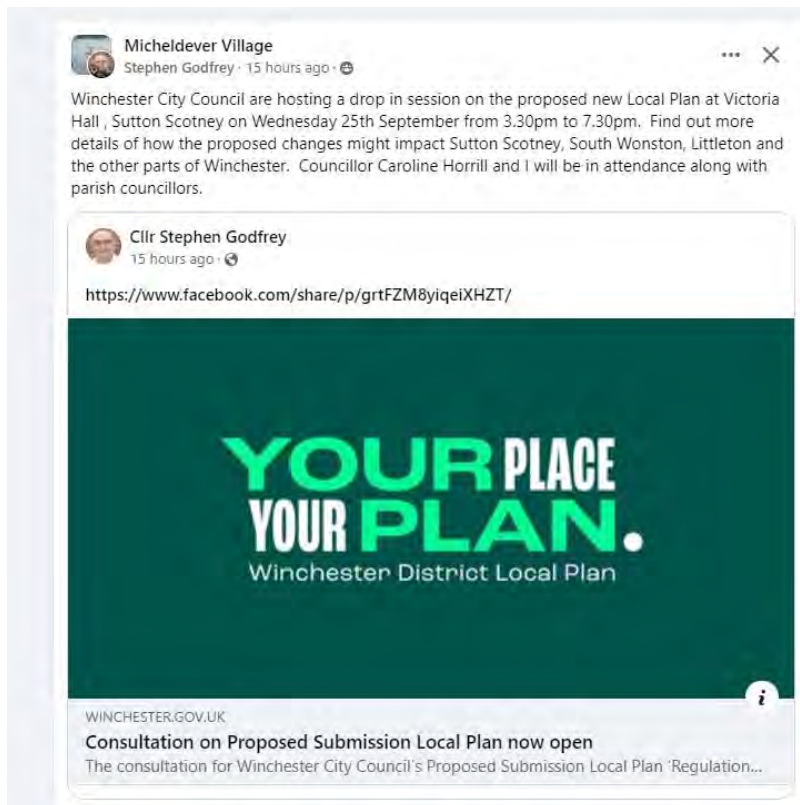 Micheldever Village
Stephen Godfrey · 15 hours ago ·
Winchester City Council are hosting a drop in session on the proposed new Local Plan at Victoria
Hall , Sutton Scotney on Wednesday 25th September from 3.30pm to 7.30pm.  Find out more
details of how the proposed changes might impact Sutton Scotney, South Wonston, Littleton and
the other parts of Winchester.  Councillor Caroline Horrill and I will be in attendance along with
parish councillors.
Cllr Stephen Godfrey
15 hours ago ·
https://www.facebook.com/share/p/grtFZM8yiqeiXHZT/
YOUR PLACE
YOUR PLAN.
Winchester District Local Plan
i
WINCHESTER.GOV.UK
Consultation on Proposed Submission Local Plan now open
The consultation for Winchester City Council's Proposed Submission Local Plan 'Regulation...